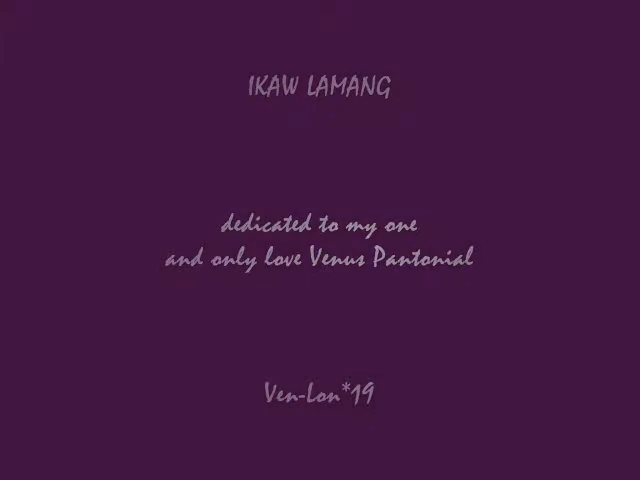 IKAW LAMANG
dedicated to my one
and only love Venus Pantonial
Ven-Lon*19